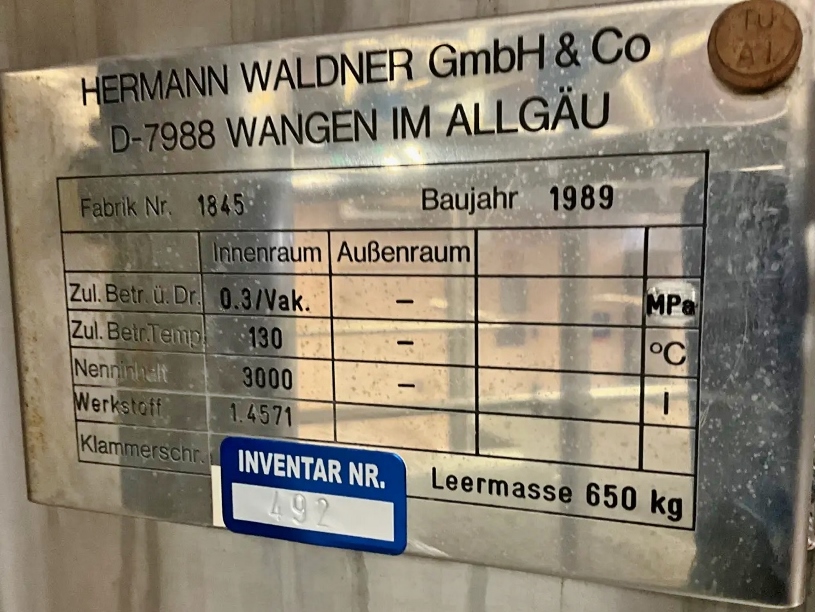 TÜ
A 1
HERMANN WALDNER GmbH & Co
D-7988 WANGEN IM ALLGÄU
Fabrik Nr. 1845 Baujahr 1989
Innenraum Außenraum
Zul. Betr. ü. Dr. 0.3/Vak. – MPa
Zul. Betr.Temp 130 – °C
Nenninhalt 3000 – l
Werkstoff 1.4571
Klammerschr.
INVENTAR NR.
492
Leermasse 650 kg